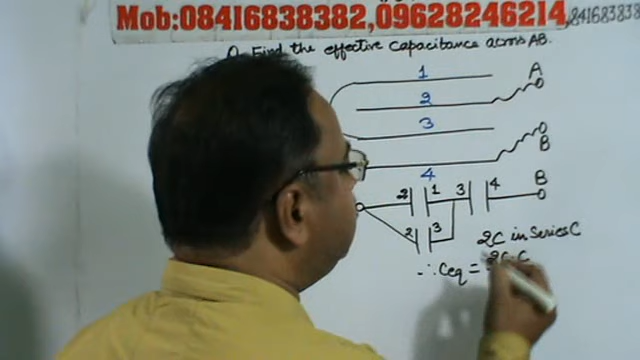 Mob:08416838382,09628246214, 84168383
Q. Find the effective capacitance across AB.
1
A
2
3
B
4
2 1 3 4 B
2 3
2C in Series C
∴ Ceq = 2C·C